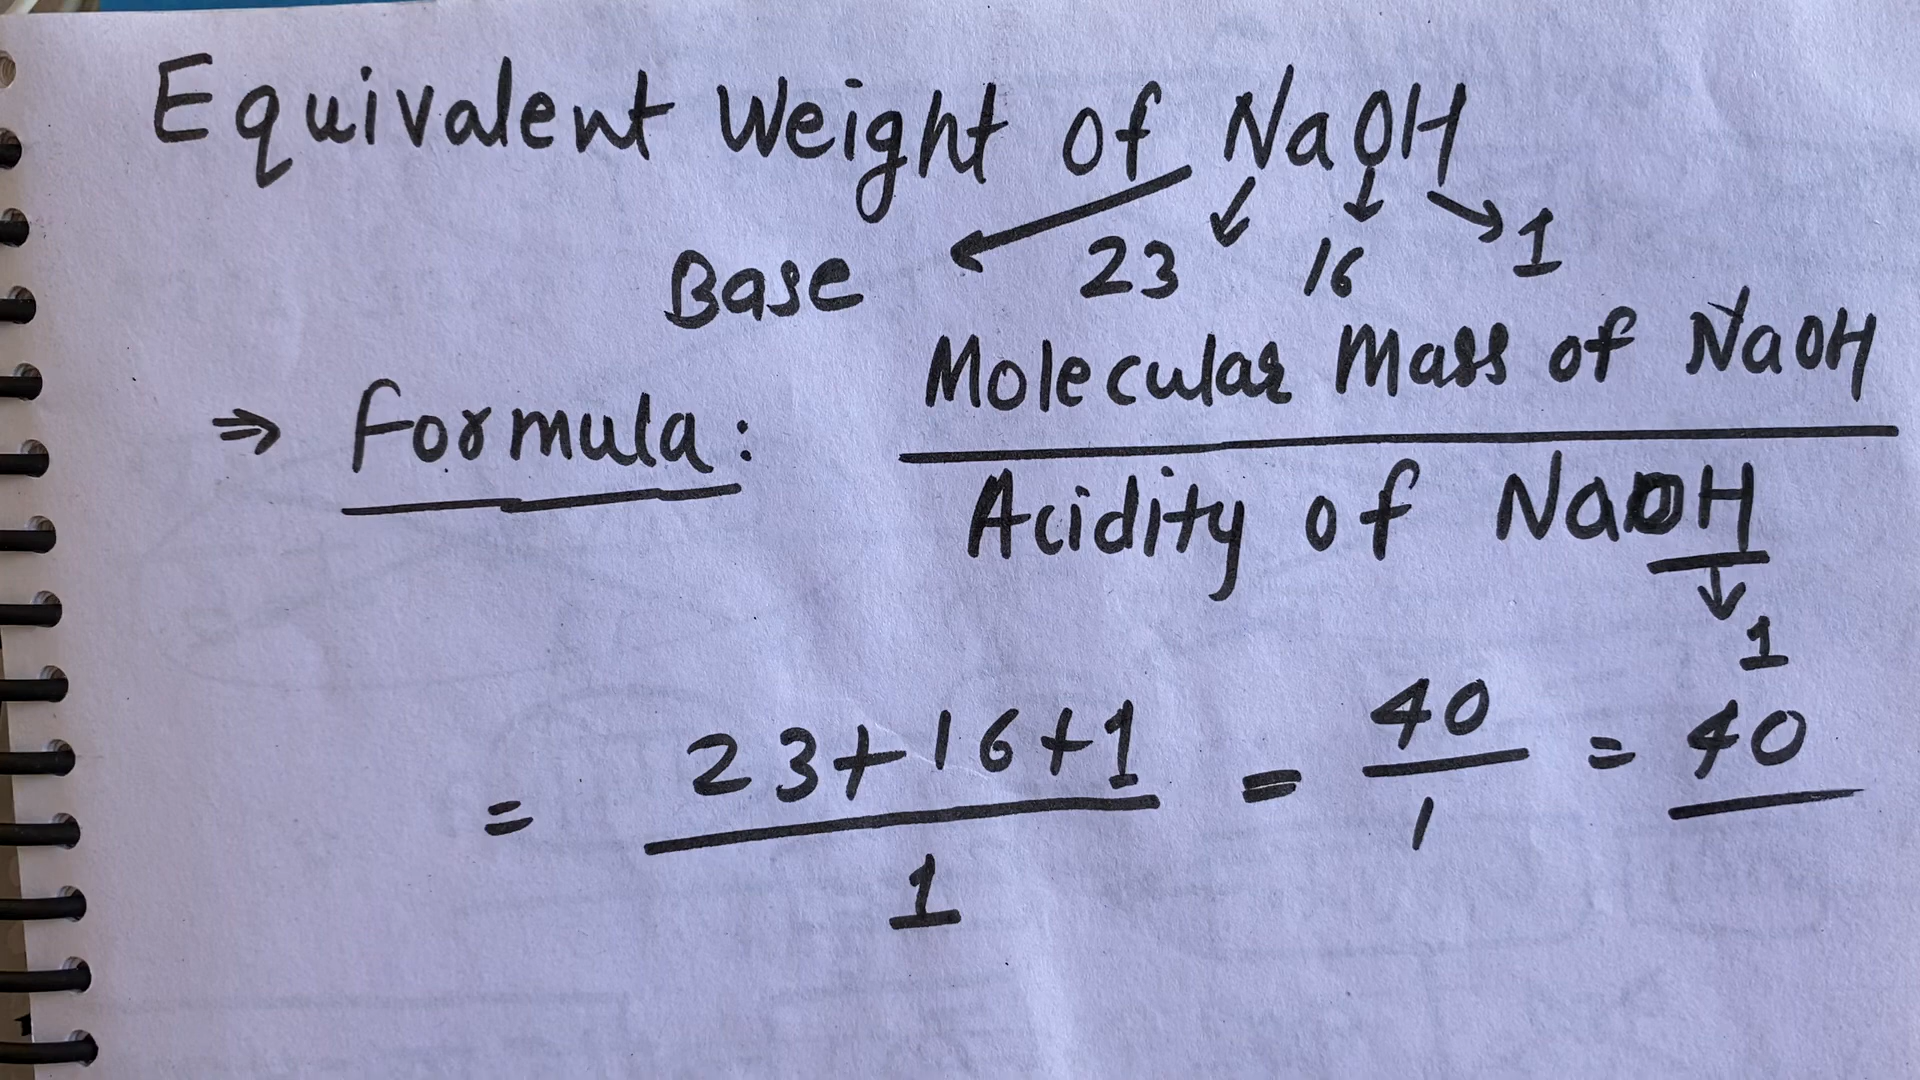 Equivalent Weight of NaOH
Base 23 16 1
Molecular Mass of NaOH
⇒ Formula:
Acidity of NaOH
1
= 23+16+1 = 40 = 40
1 1